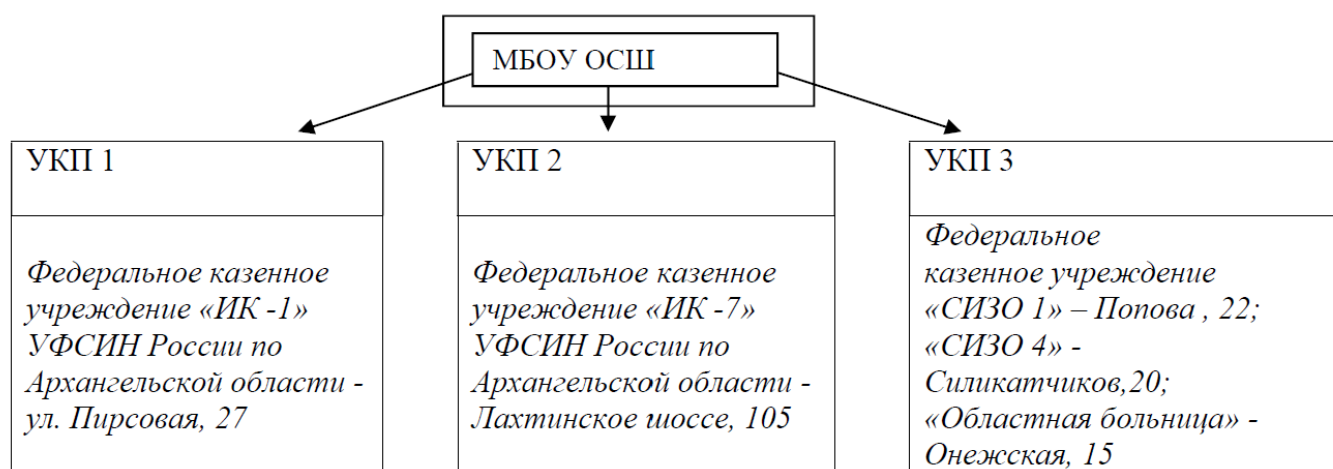 МБОУ ОСШ
УКП 1
Федеральное казенное
учреждение «ИК -1»
УФСИН России по
Архангельской области -
ул. Пирсовая, 27
УКП 2
Федеральное казенное
учреждение «ИК -7»
УФСИН России по
Архангельской области -
Лахтинское шоссе, 105
УКП 3
Федеральное
казенное учреждение
«СИЗО 1» – Попова , 22;
«СИЗО 4» -
Силикатчиков,20;
«Областная больница» -
Онежская, 15